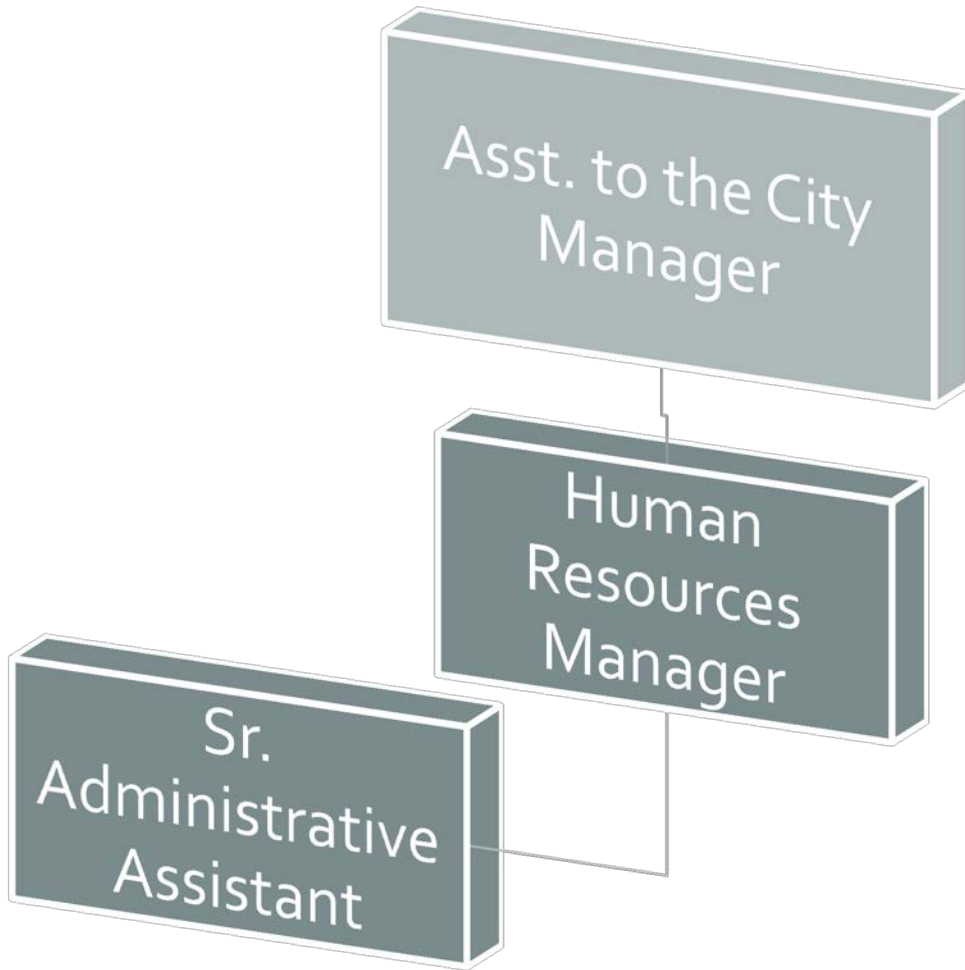 Asst. to the City
Manager
Human
Resources
Manager
Sr.
Administrative
Assistant